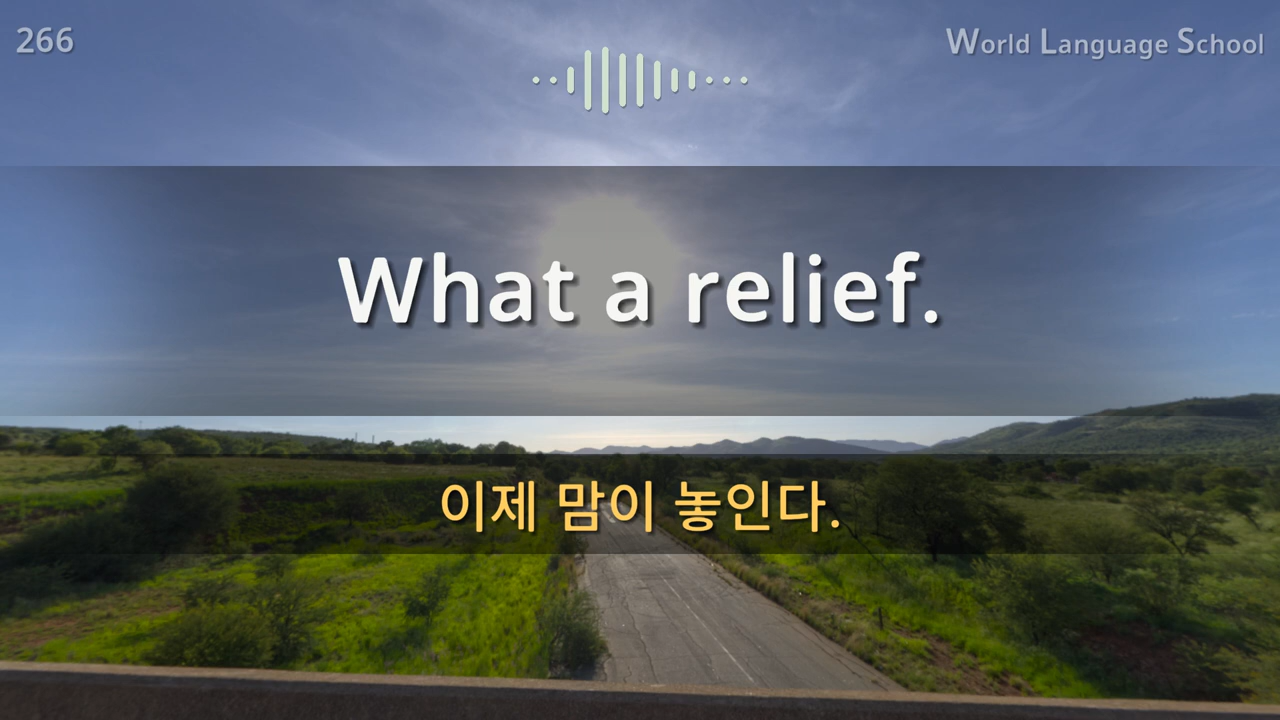 266
World Language School
What a relief.
이제 맘이 놓인다.